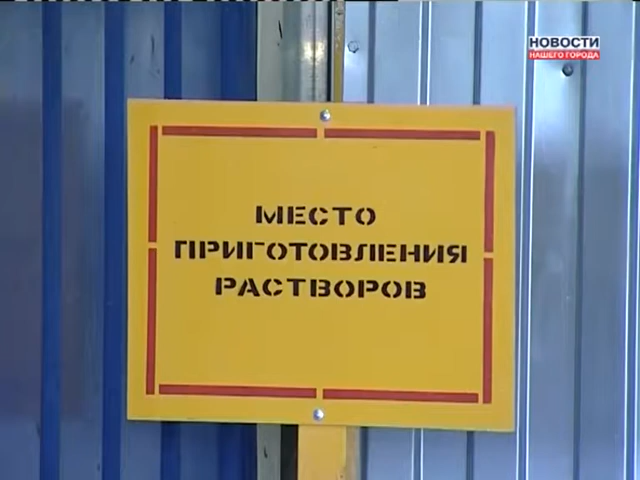 НОВОСТИ
НАШЕГО ГОРОДА
МЕСТО
ПРИГОТОВЛЕНИЯ
РАСТВОРОВ